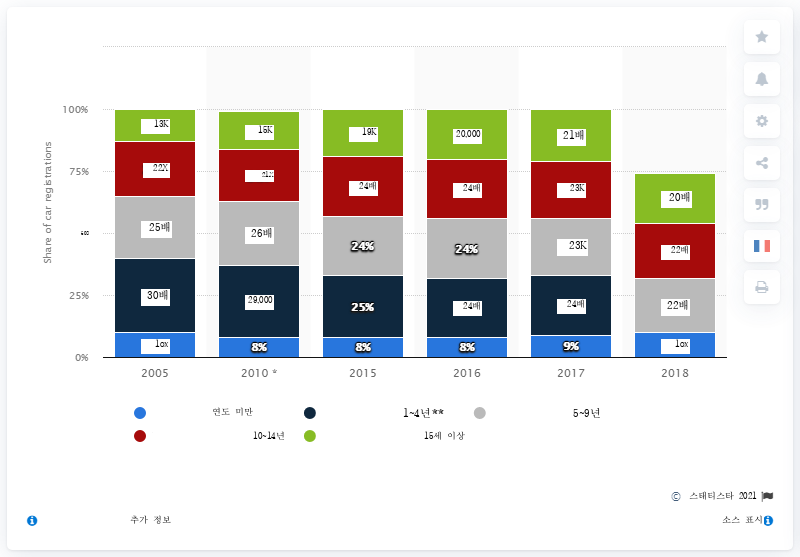 100%
75%
25%
0%
Share of car registrations
13K
15K
19K
20,000
21배
22X
24배
24배
23K
20배
25배
26배
24%
24%
23K
22배
30배
29,000
25%
24배
24배
22배
1ox
8%
8%
8%
9%
1ox
2005
2010 *
2015
2016
2017
2018
연도 미만
1~4년**
5~9년
10~14년
15세 이상
© 스태티스타 2021
추가 정보
소스 표시